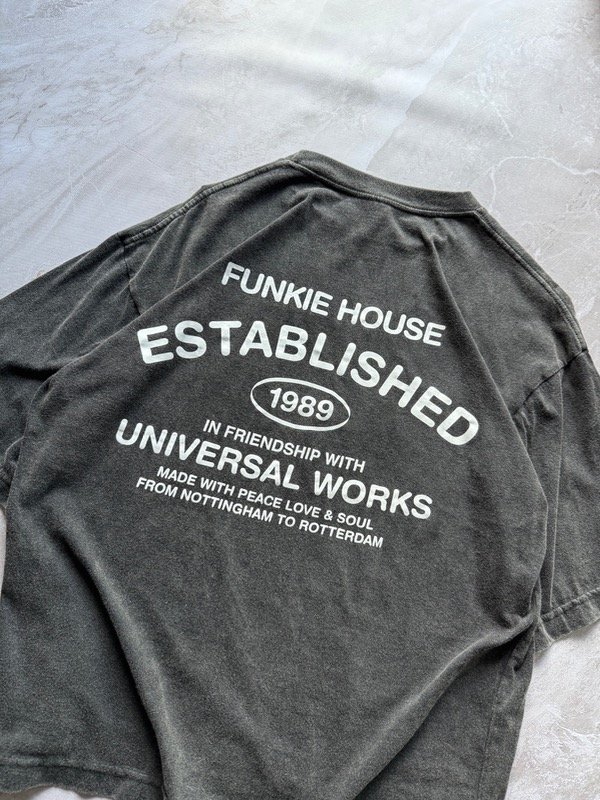 FUNKIE HOUSE
ESTABLISHED
1989
IN FRIENDSHIP WITH
UNIVERSAL WORKS
MADE WITH PEACE LOVE & SOUL
FROM NOTTINGHAM TO ROTTERDAM